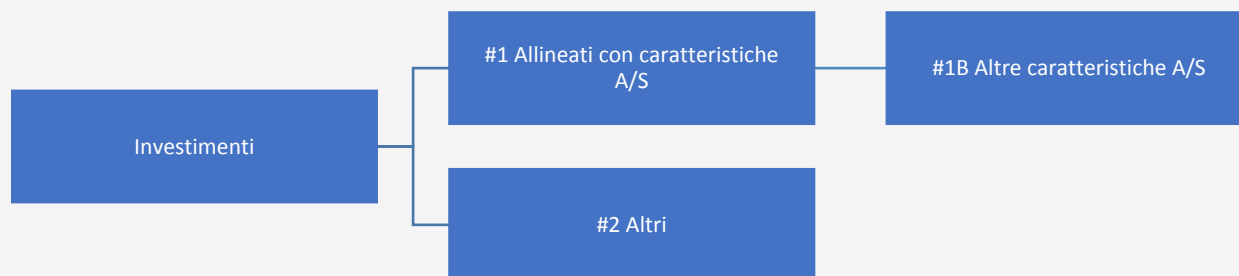 #1 Allineati con caratteristiche
A/S
#1B Altre caratteristiche A/S
Investimenti
#2 Altri